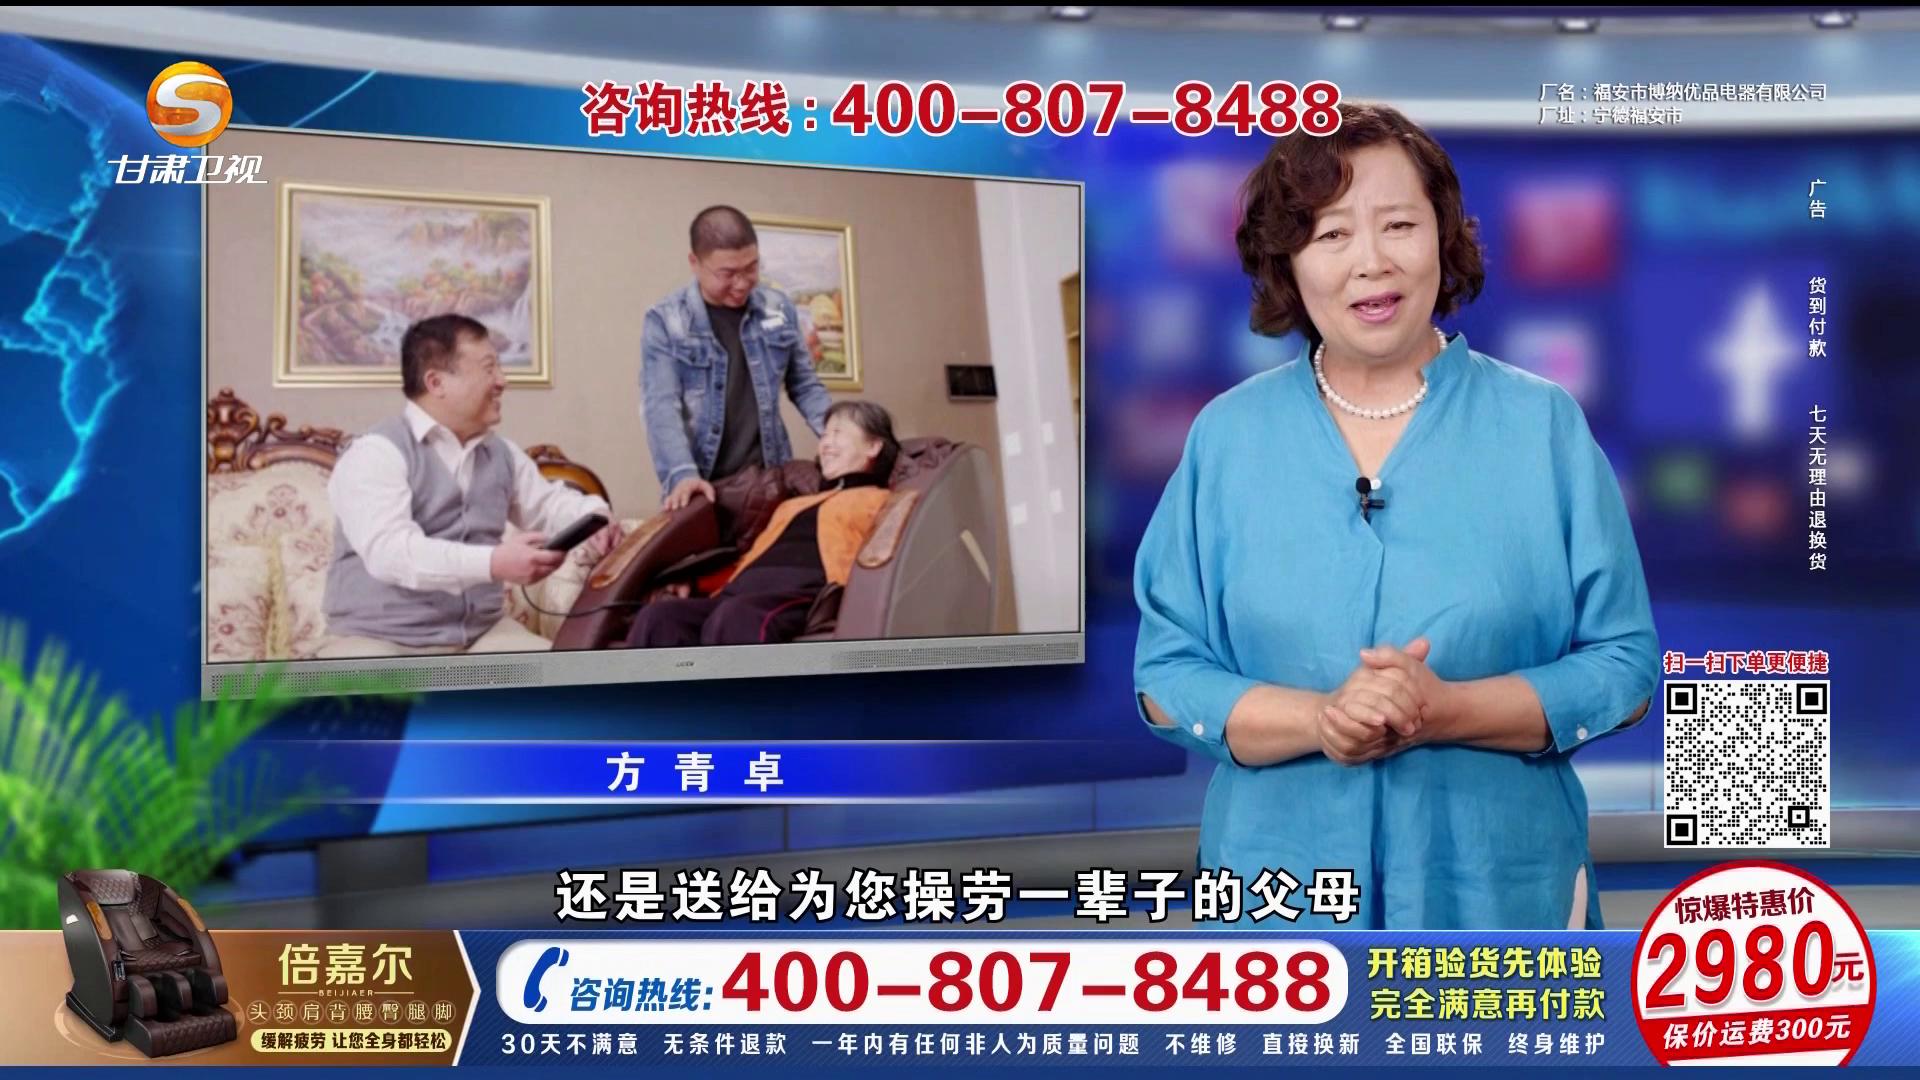 甘肃卫视
咨询热线：400-807-8488
厂名：福安市博纳优品电器有限公司
厂址：宁德福安市
广告
货到付款
七天无理由退换货
扫一扫下单更便捷
方青卓
还是送给为您操劳一辈子的父母
倍嘉尔
BEIJIAER
头颈肩背腰臀腿脚
缓解疲劳 让您全身都轻松
咨询热线:400-807-8488
开箱验货先体验
完全满意再付款
30天不满意 无条件退款 一年内有任何非人为质量问题 不维修 直接换新 全国联保 终身维护
惊爆特惠价
2980元
保价运费300元